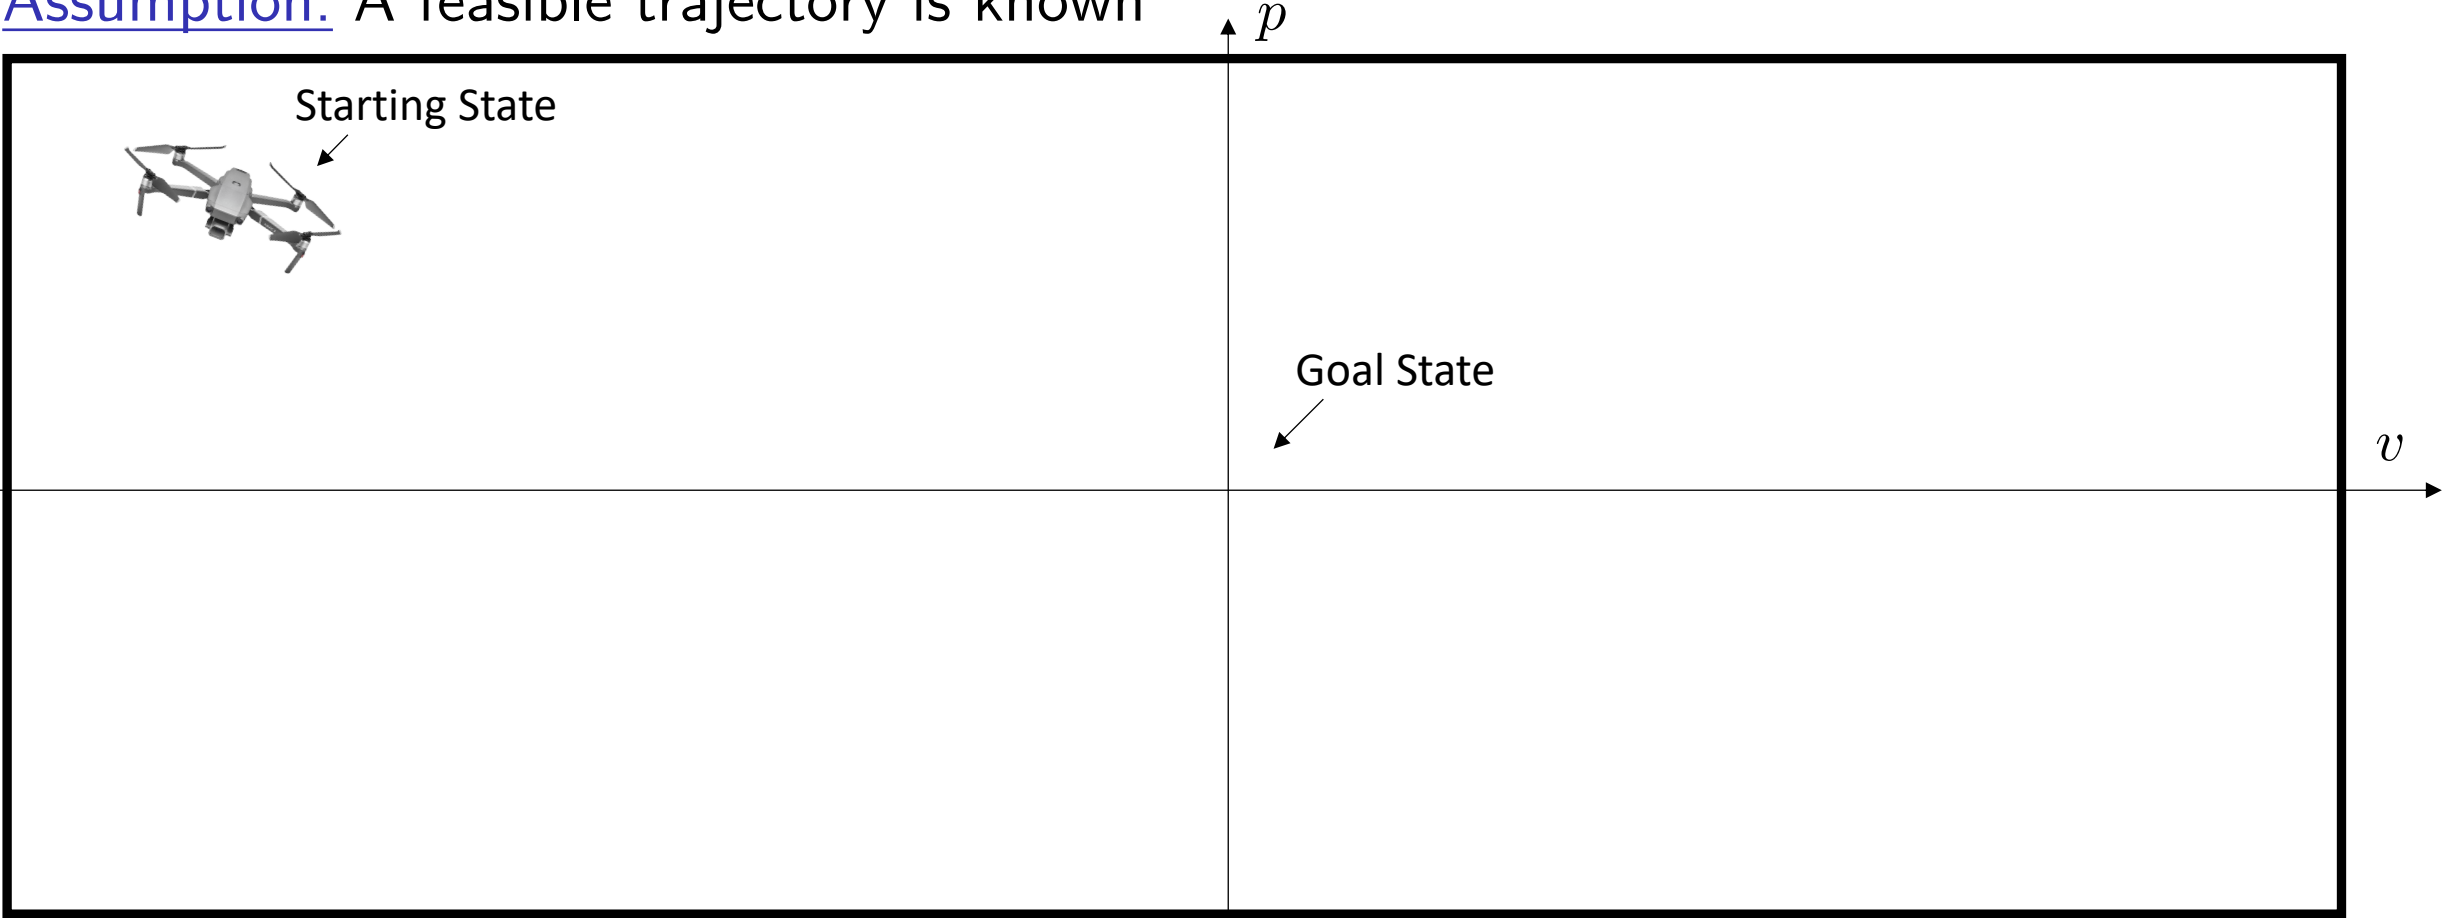 Assumption: A feasible trajectory is known
p
Starting State
Goal State
v